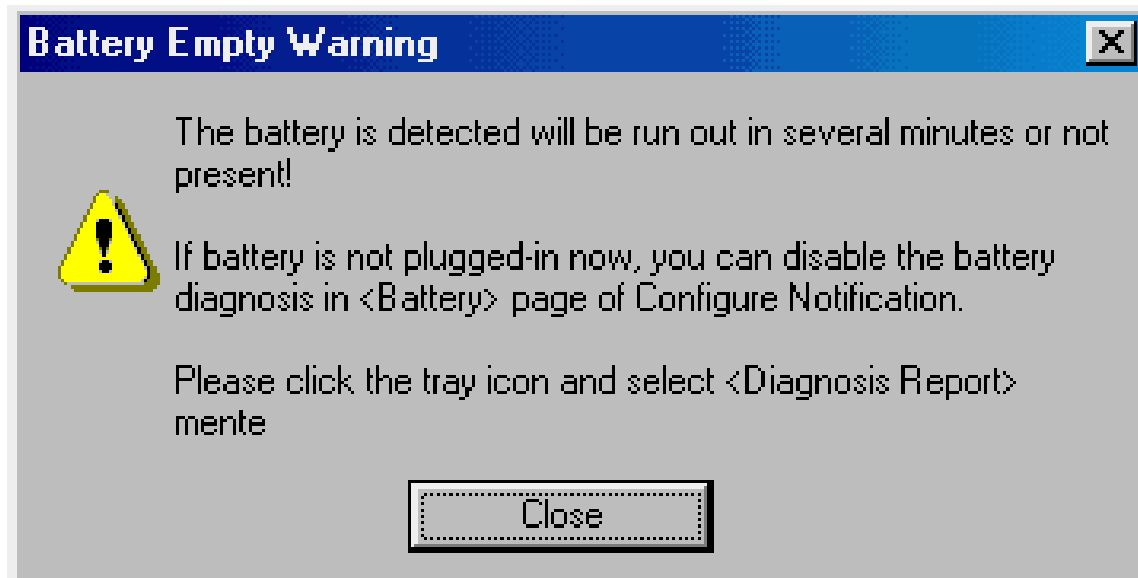 Battery Empty Warning
The battery is detected will be run out in several minutes or not
present!
If battery is not plugged-in now, you can disable the battery
diagnosis in <Battery> page of Configure Notification.
Please click the tray icon and select <Diagnosis Report>
mente
Close